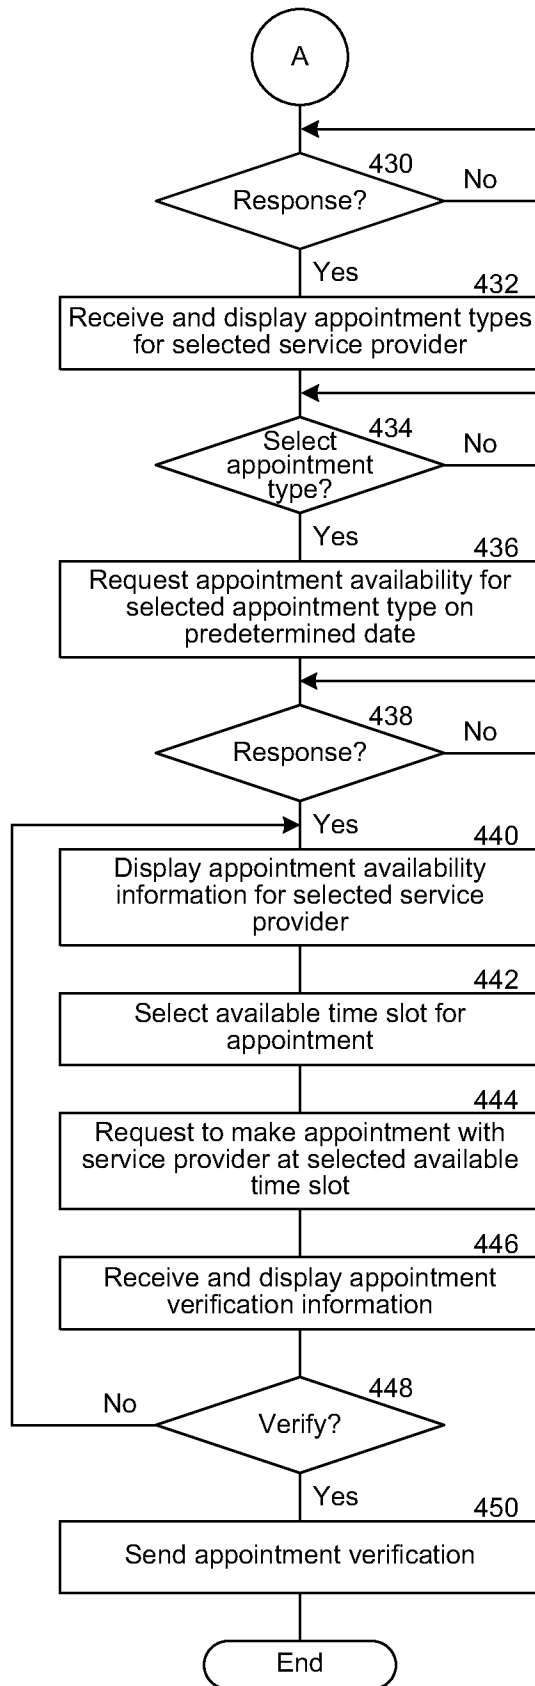 A
430
Response?
No
Yes
432
Receive and display appointment types
for selected service provider
434
Select
appointment
type?
No
Yes
436
Request appointment availability for
selected appointment type on
predetermined date
438
Response?
No
Yes
440
Display appointment availability
information for selected service
provider
442
Select available time slot for
appointment
444
Request to make appointment with
service provider at selected available
time slot
446
Receive and display appointment
verification information
448
No
Verify?
Yes
450
Send appointment verification
End